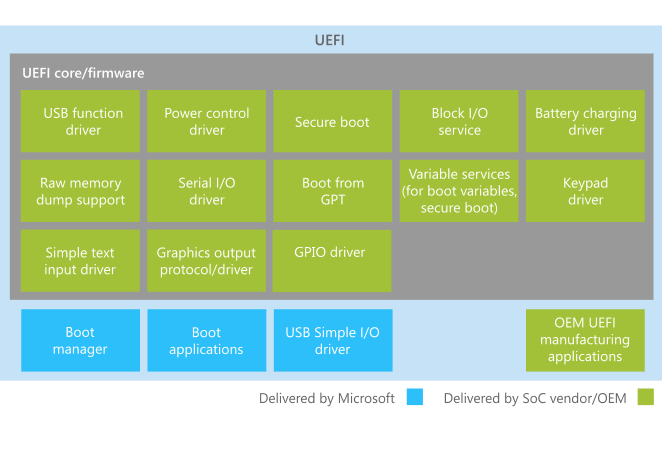 UEFI
UEFI core/firmware
USB function
driver
Power control
driver
Secure boot
Block I/O
service
Battery charging
driver
Raw memory
dump support
Serial I/O
driver
Boot from
GPT
Variable services
(for boot variables,
secure boot)
Keypad
driver
Simple text
input driver
Graphics output
protocol/driver
GPIO driver
Boot
manager
Boot
applications
USB Simple I/O
driver
OEM UEFI
manufacturing
applications
Delivered by Microsoft
Delivered by SoC vendor/OEM